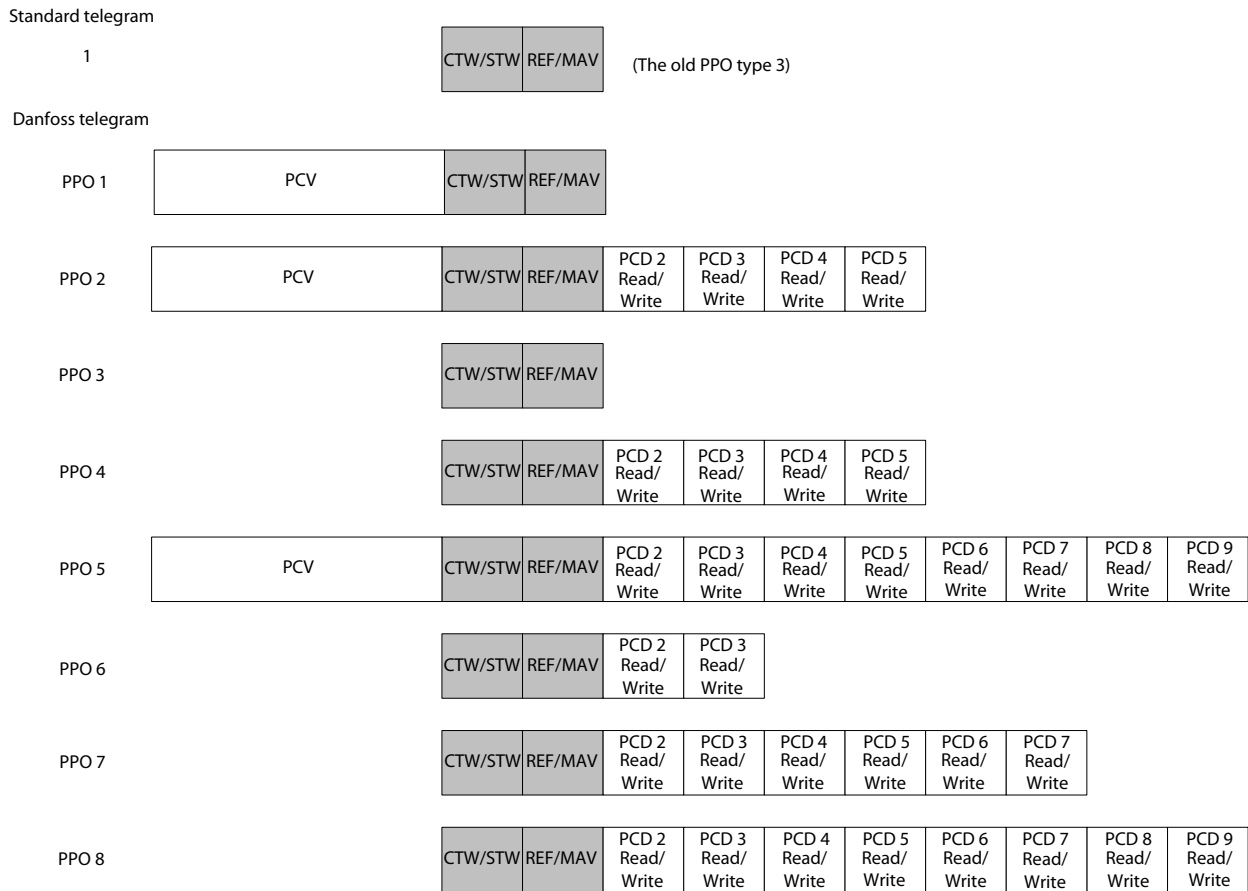 Standard telegram
1
CTW/STW REF/MAV (The old PPO type 3)
Danfoss telegram
PPO 1 PCV CTW/STW REF/MAV
PPO 2 PCV CTW/STW REF/MAV PCD 2 PCD 3 PCD 4 PCD 5
Read/ Read/ Read/ Read/
Write Write Write Write
PPO 3 CTW/STW REF/MAV
PPO 4 CTW/STW REF/MAV PCD 2 PCD 3 PCD 4 PCD 5
Read/ Read/ Read/ Read/
Write Write Write Write
PPO 5 PCV CTW/STW REF/MAV PCD 2 PCD 3 PCD 4 PCD 5 PCD 6 PCD 7 PCD 8 PCD 9
Read/ Read/ Read/ Read/ Read/ Read/ Read/ Read/
Write Write Write Write Write Write Write Write
PPO 6 CTW/STW REF/MAV PCD 2 PCD 3
Read/ Read/
Write Write
PPO 7 CTW/STW REF/MAV PCD 2 PCD 3 PCD 4 PCD 5 PCD 6 PCD 7
Read/ Read/ Read/ Read/ Read/ Read/
Write Write Write Write Write Write
PPO 8 CTW/STW REF/MAV PCD 2 PCD 3 PCD 4 PCD 5 PCD 6 PCD 7 PCD 8 PCD 9
Read/ Read/ Read/ Read/ Read/ Read/ Read/ Read/
Write Write Write Write Write Write Write Write